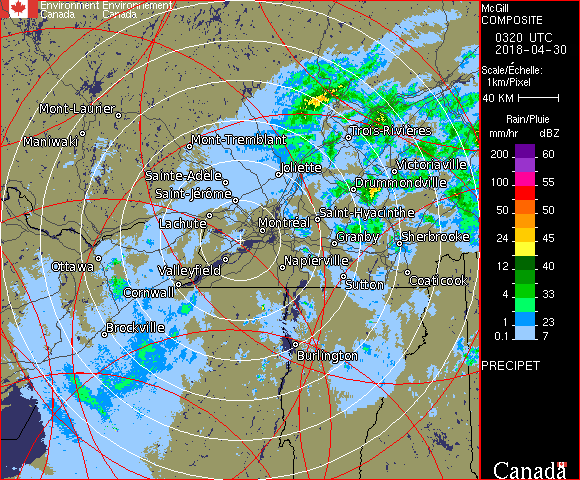 Environment Environnement
Canada Canada
McGill
COMPOSITE
0320 UTC
2018-04-30
Scale/Échelle:
1km/Pixel
40 KM
Rain/Pluie
mm/hr dBZ
200 60
100 55
50 50
24 45
12 40
4 33
1 23
0.1 7
PRECIPET
Canada
Mont-Laurier
Maniwaki
Mont-Tremblant
Trois-Rivières
Victoriaville
Joliette
Sainte-Adèle
Drummondville
Saint-Jérôme
Saint-Hyacinthe
Lachute
Montréal
Granby
Sherbrooke
Ottawa
Valleyfield
Napierville
Coaticook
Sutton
Cornwall
Brockville
Burlington